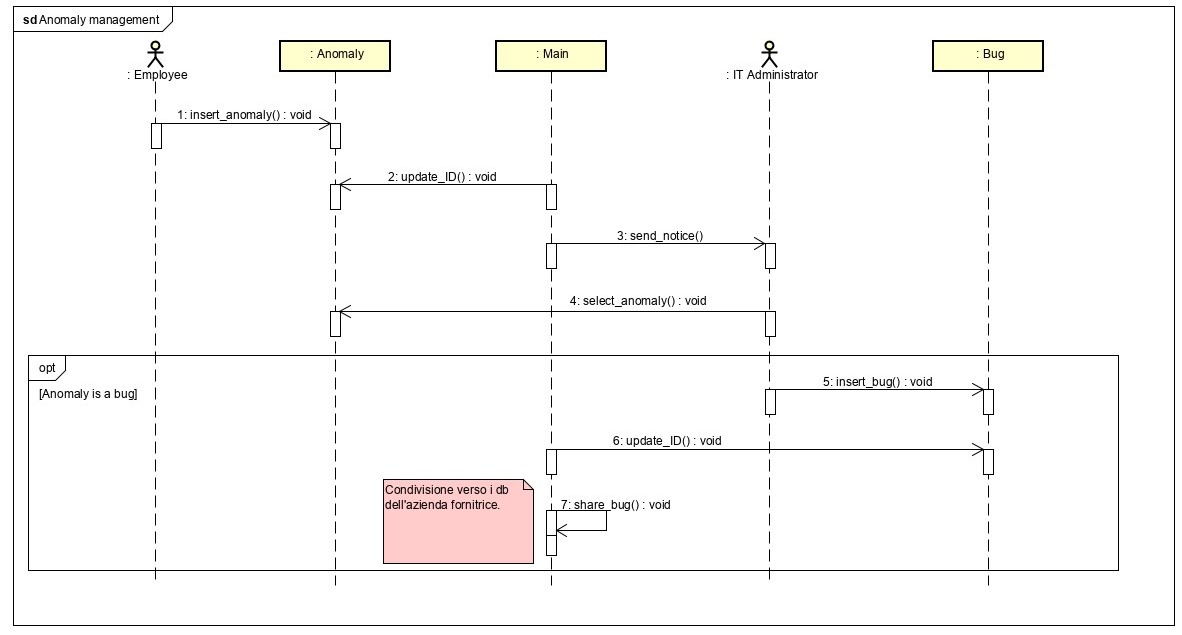 sd Anomaly management
: Employee
: Anomaly
: Main
: IT Administrator
: Bug
1: insert_anomaly() : void
2: update_ID() : void
3: send_notice()
4: select_anomaly() : void
opt
[Anomaly is a bug]
5: insert_bug() : void
6: update_ID() : void
Condivisione verso i db
dell'azienda fornitrice.
7: share_bug() : void